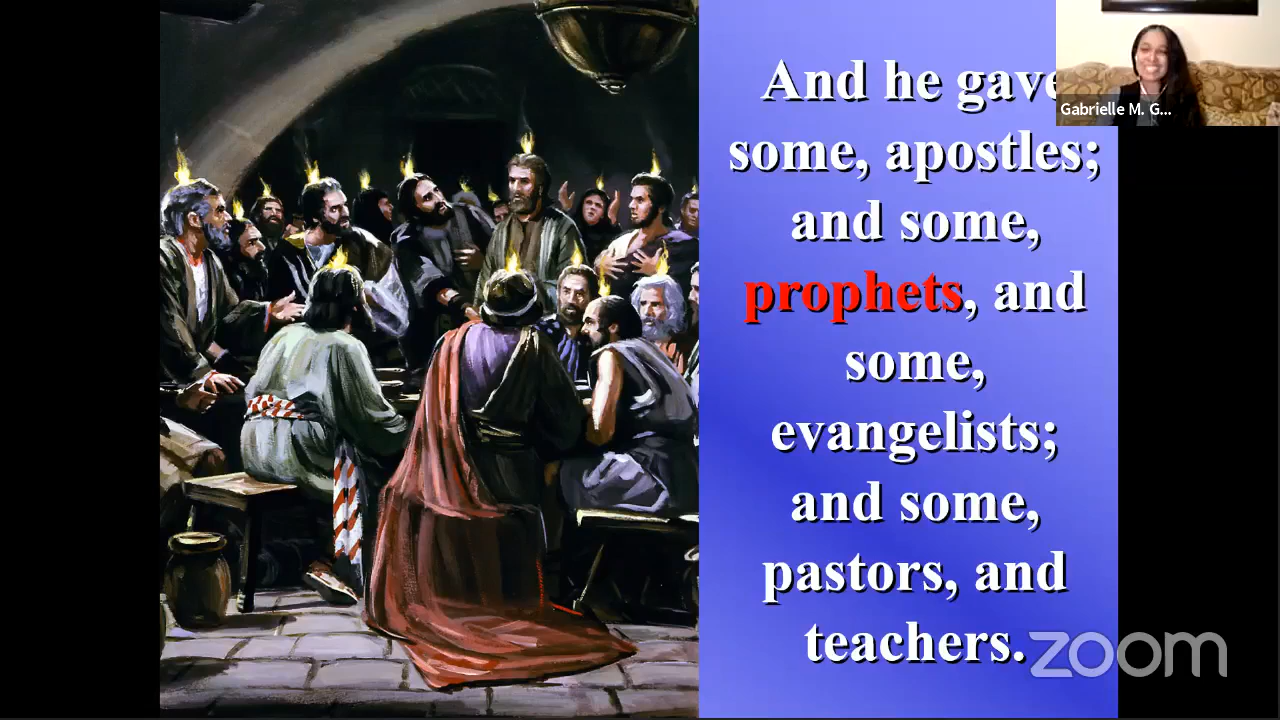 And he gave
some, apostles;
and some,
prophets, and
some,
evangelists;
and some,
pastors, and
teachers.
Gabrielle M. G...
zoom